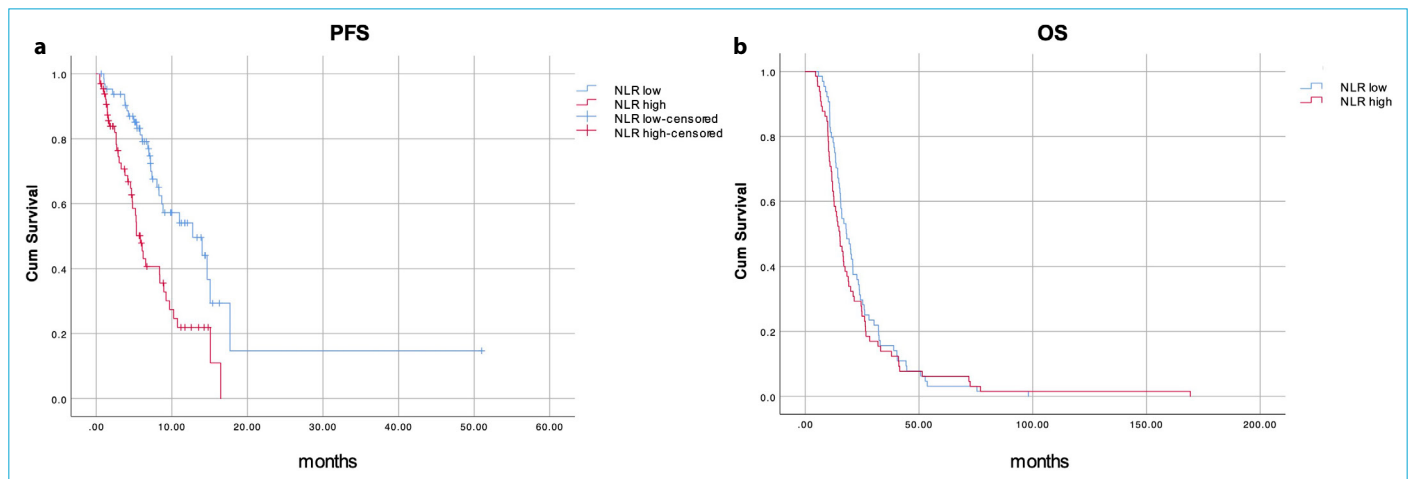 a
PFS
1.0
0.8
0.6
0.4
0.2
0.0
Cum Survival
.00 10.00 20.00 30.00 40.00 50.00 60.00
months
NLR low
NLR high
NLR low-censored
NLR high-censored
b
OS
1.0
0.8
0.6
0.4
0.2
0.0
Cum Survival
.00 50.00 100.00 150.00 200.00
months
NLR low
NLR high